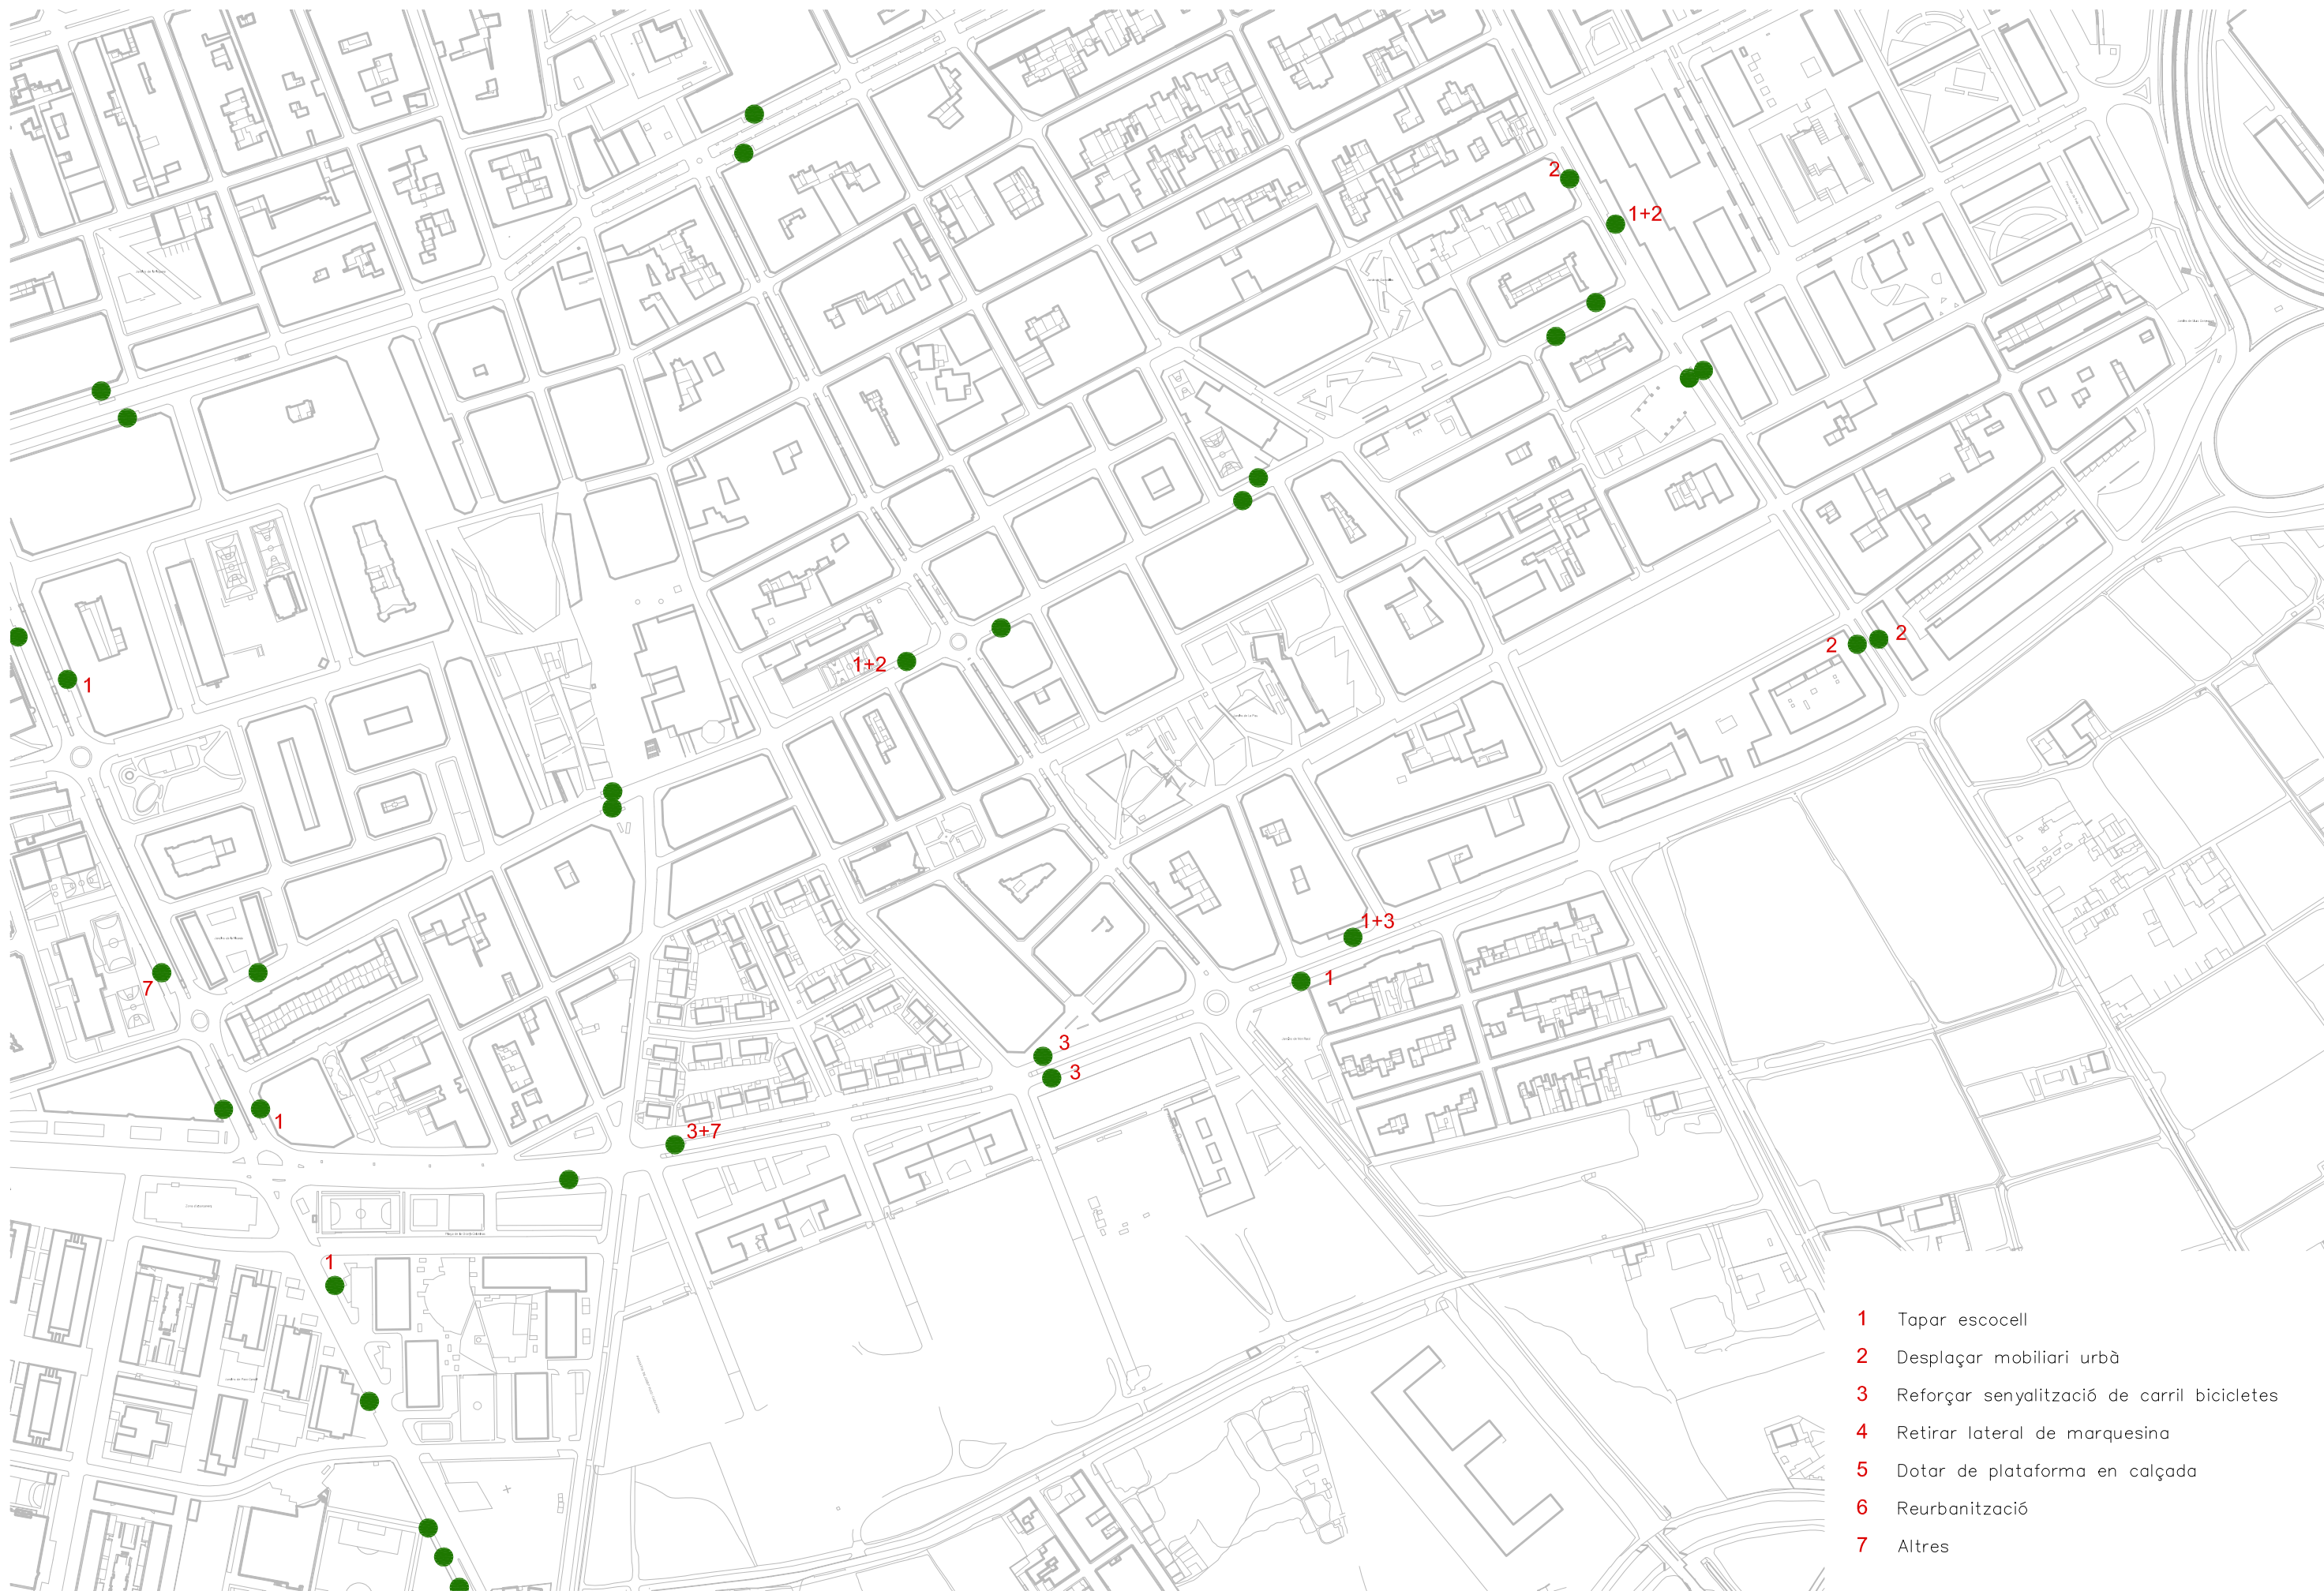 2
1+2
2
2
1+2
1
1+3
7
1
3
3
1
3+7
1
1 Tapar escocell
2 Desplaçar mobiliari urbà
3 Reforçar senyalització de carril bicicletes
4 Retirar lateral de marquesina
5 Dotar de plataforma en calçada
6 Reurbanització
7 Altres